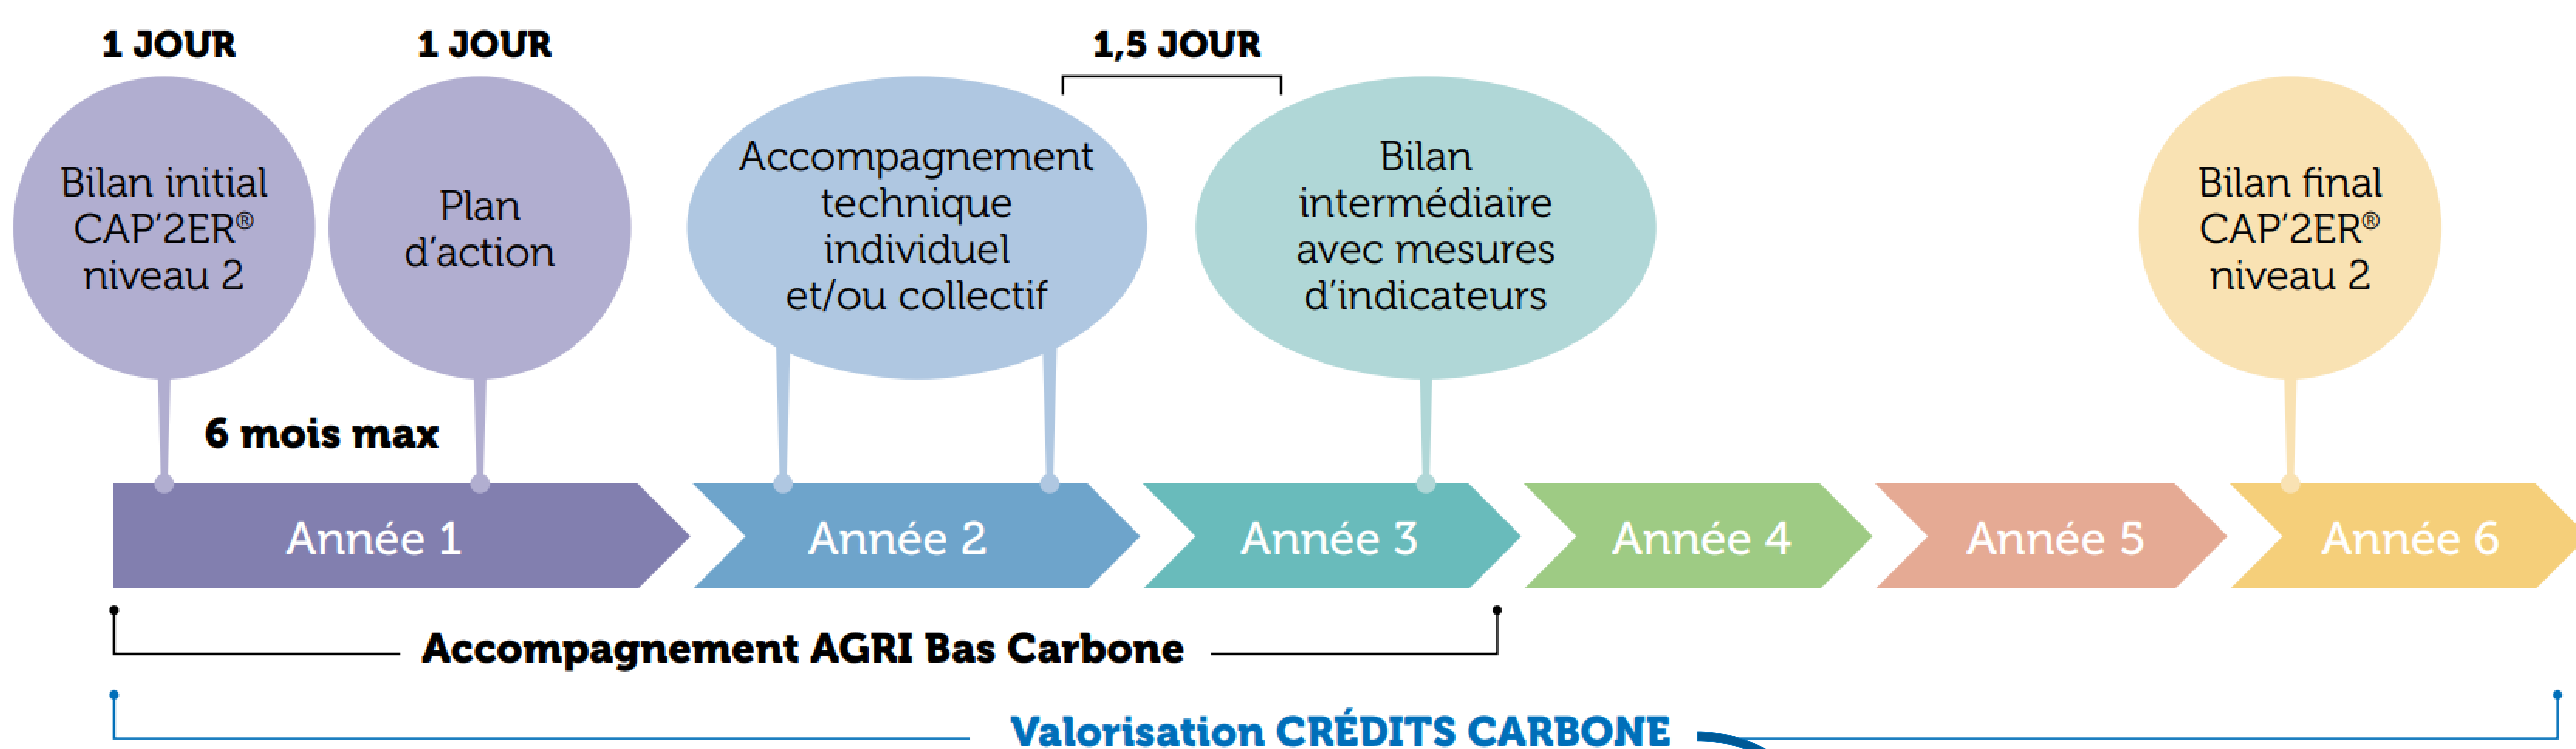 1 JOUR
1 JOUR
1,5 JOUR
Bilan initial
CAP'2ER®
niveau 2
Plan
d'action
Accompagnement
technique
individuel
et/ou collectif
Bilan
intermédiaire
avec mesures
d'indicateurs
Bilan final
CAP'2ER®
niveau 2
6 mois max
Année 1
Année 2
Année 3
Année 4
Année 5
Année 6
Accompagnement AGRI Bas Carbone
Valorisation CRÉDITS CARBONE